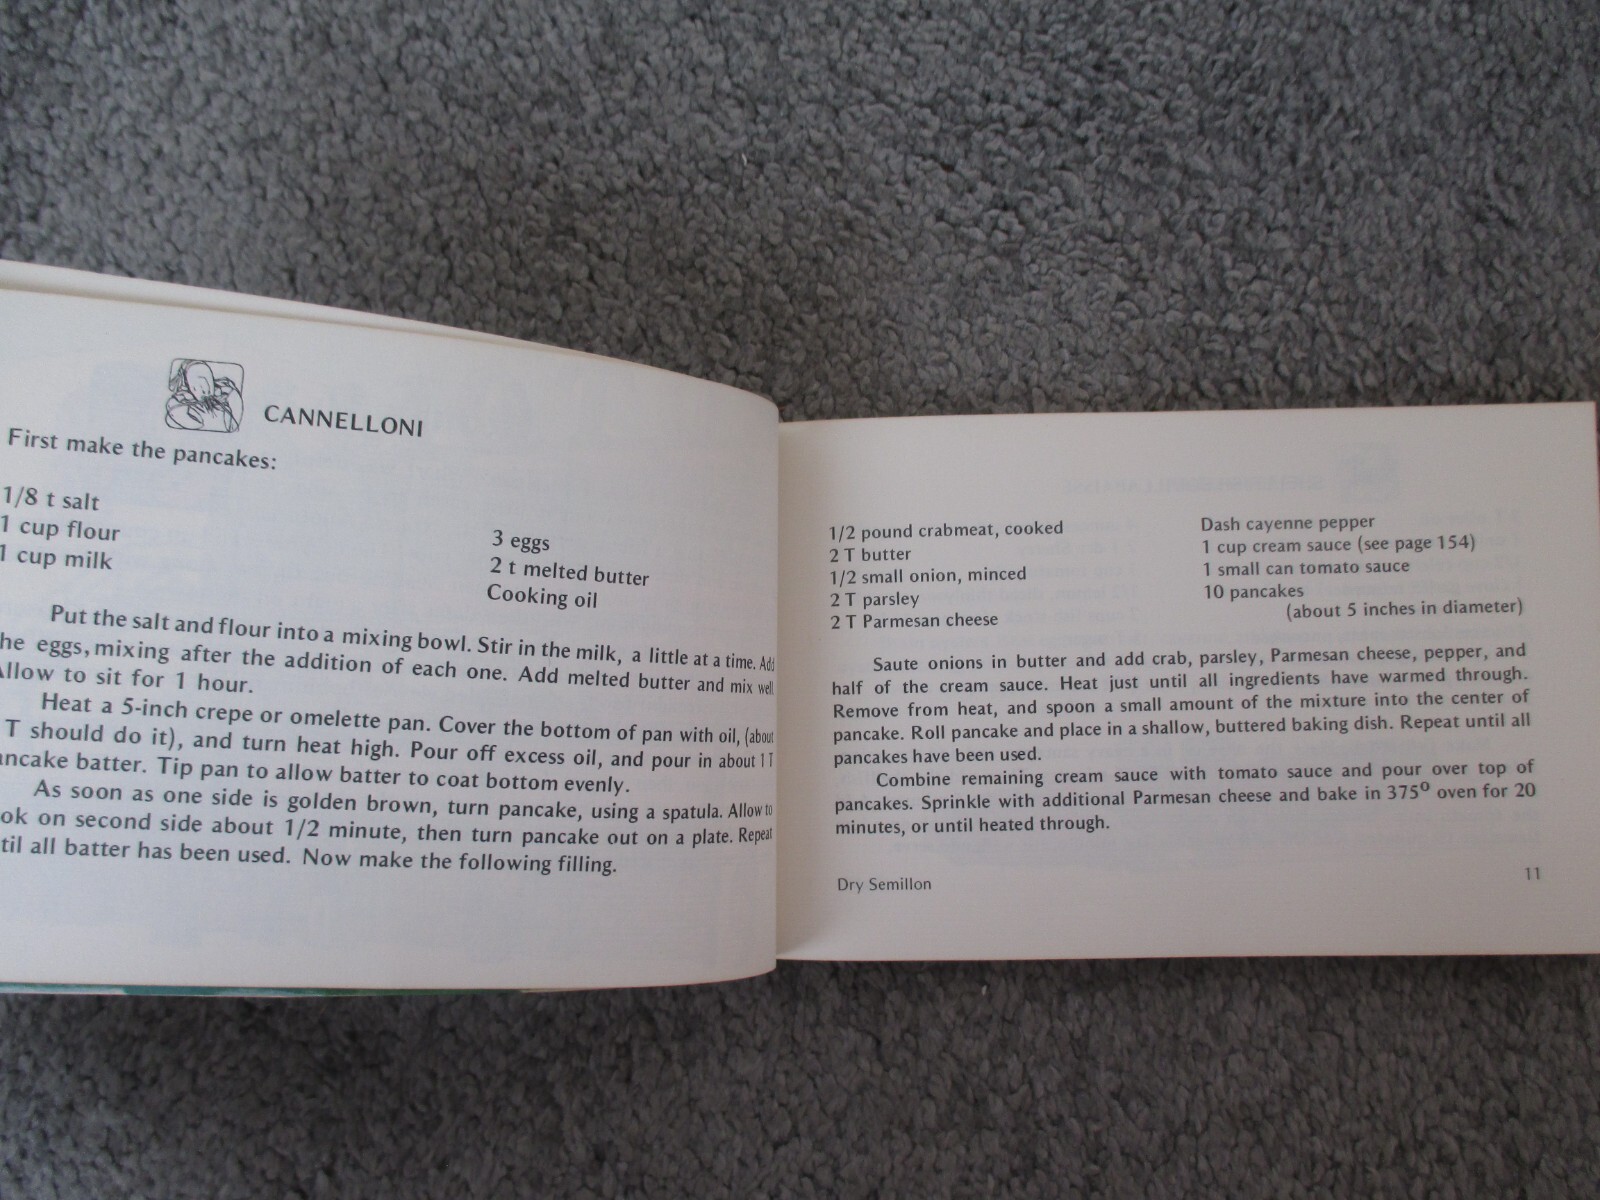 CANNELLONI
First make the pancakes:
1/8 t salt
1 cup flour
1 cup milk
3 eggs
2 t melted butter
Cooking oil
Put the salt and flour into a mixing bowl. Stir in the milk, a little at a time. Add
he eggs, mixing after the addition of each one. Add melted butter and mix well
Allow to sit for 1 hour.
Heat a 5-inch crepe or omelette pan. Cover the bottom of pan with oil, (about
T should do it), and turn heat high. Pour off excess oil, and pour in about 1 T
ancake batter. Tip pan to allow batter to coat bottom evenly.
As soon as one side is golden brown, turn pancake, using a spatula. Allow to
ok on second side about 1/2 minute, then turn pancake out on a plate. Repeat
til all batter has been used. Now make the following filling.
1/2 pound crabmeat, cooked
2 T butter
1/2 small onion, minced
2 T parsley
2 T Parmesan cheese
Dash cayenne pepper
1 cup cream sauce (see page 154)
1 small can tomato sauce
10 pancakes
(about 5 inches in diameter)
Saute onions in butter and add crab, parsley, Parmesan cheese, pepper, and
half of the cream sauce. Heat just until all ingredients have warmed through.
Remove from heat, and spoon a small amount of the mixture into the center of
pancake. Roll pancake and place in a shallow, buttered baking dish. Repeat until all
pancakes have been used.
Combine remaining cream sauce with tomato sauce and pour over top of
pancakes. Sprinkle with additional Parmesan cheese and bake in 375° oven for 20
minutes, or until heated through.
Dry Semillon
11